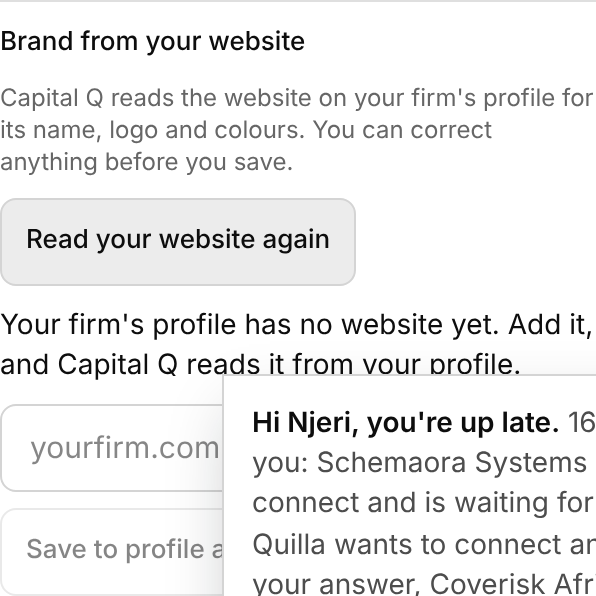 Brand from your website
Capital Q reads the website on your firm's profile for
its name, logo and colours. You can correct
anything before you save.
Read your website again
Your firm's profile has no website yet. Add it,
and Capital Q reads it from your profile.
yourfirm.com
Save to profile a
Hi Njeri, you're up late. 16
you: Schemaora Systems
connect and is waiting for
Quilla wants to connect an
your answer, Coverisk Afri